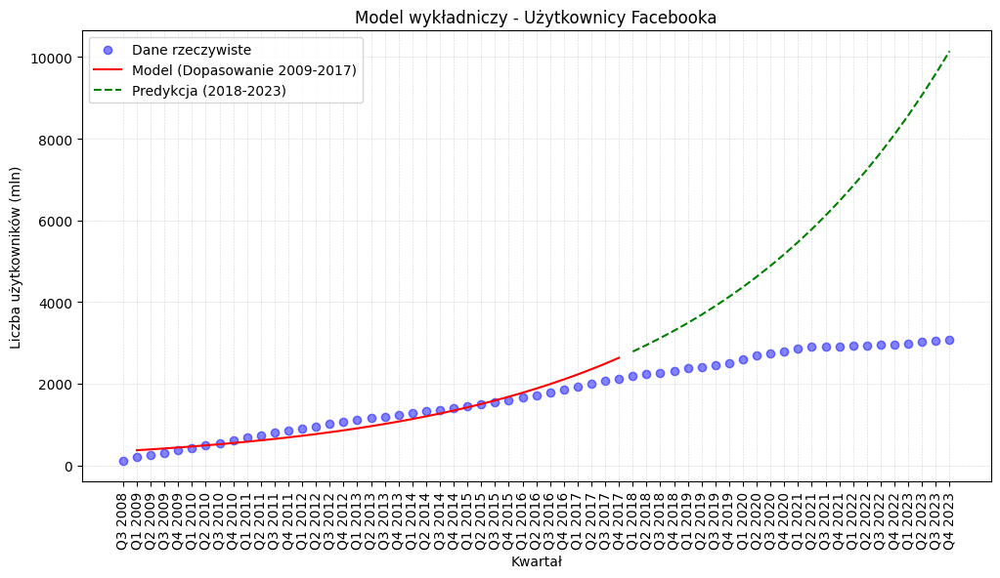 Model wykładniczy - Użytkownicy Facebooka
Dane rzeczywiste
Model (Dopasowanie 2009-2017)
Predykcja (2018-2023)
Liczba użytkowników (mln)
10000
8000
6000
4000
2000
0
Q3 2008
Q1 2009
Q2 2009
Q3 2009
Q4 2009
Q1 2010
Q2 2010
Q3 2010
Q4 2010
Q1 2011
Q2 2011
Q3 2011
Q4 2011
Q1 2012
Q2 2012
Q3 2012
Q4 2012
Q1 2013
Q2 2013
Q3 2013
Q4 2013
Q1 2014
Q2 2014
Q3 2014
Q4 2014
Q1 2015
Q2 2015
Q3 2015
Q4 2015
Q1 2016
Q2 2016
Q3 2016
Q4 2016
Q1 2017
Q2 2017
Q3 2017
Q4 2017
Q1 2018
Q2 2018
Q3 2018
Q4 2018
Q1 2019
Q2 2019
Q3 2019
Q4 2019
Q1 2020
Q2 2020
Q3 2020
Q4 2020
Q1 2021
Q2 2021
Q3 2021
Q4 2021
Q1 2022
Q2 2022
Q3 2022
Q4 2022
Q1 2023
Q2 2023
Q3 2023
Q4 2023
Kwartał